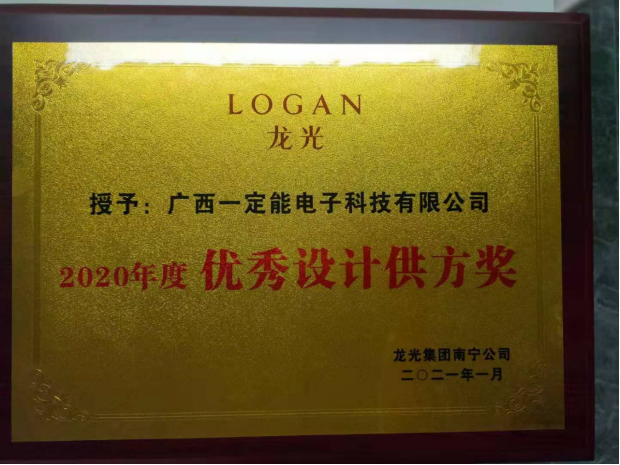 LOGAN
龙光
授予：广西一定能电子科技有限公司
2020年度 优秀设计供方奖
龙光集团南宁公司
二〇二一年一月